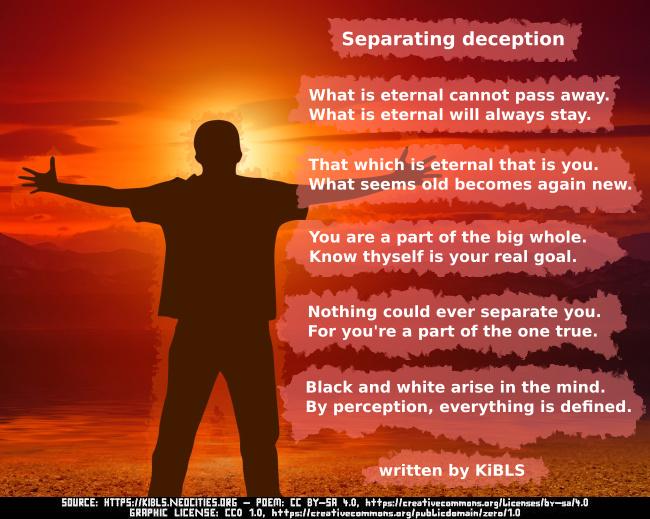 Separating deception
What is eternal cannot pass away.
What is eternal will always stay.
That which is eternal that is you.
What seems old becomes again new.
You are a part of the big whole.
Know thyself is your real goal.
Nothing could ever separate you.
For you're a part of the one true.
Black and white arise in the mind.
By perception, everything is defined.
written by KiBLS
SOURCE: HTTPS://KIBLS.NEOCITIES.ORG – POEM: CC BY-SA 4.0, https://creativecommons.org/licenses/by-sa/4.0
GRAPHIC LICENSE: CC0 1.0, https://creativecommons.org/publicdomain/zero/1.0